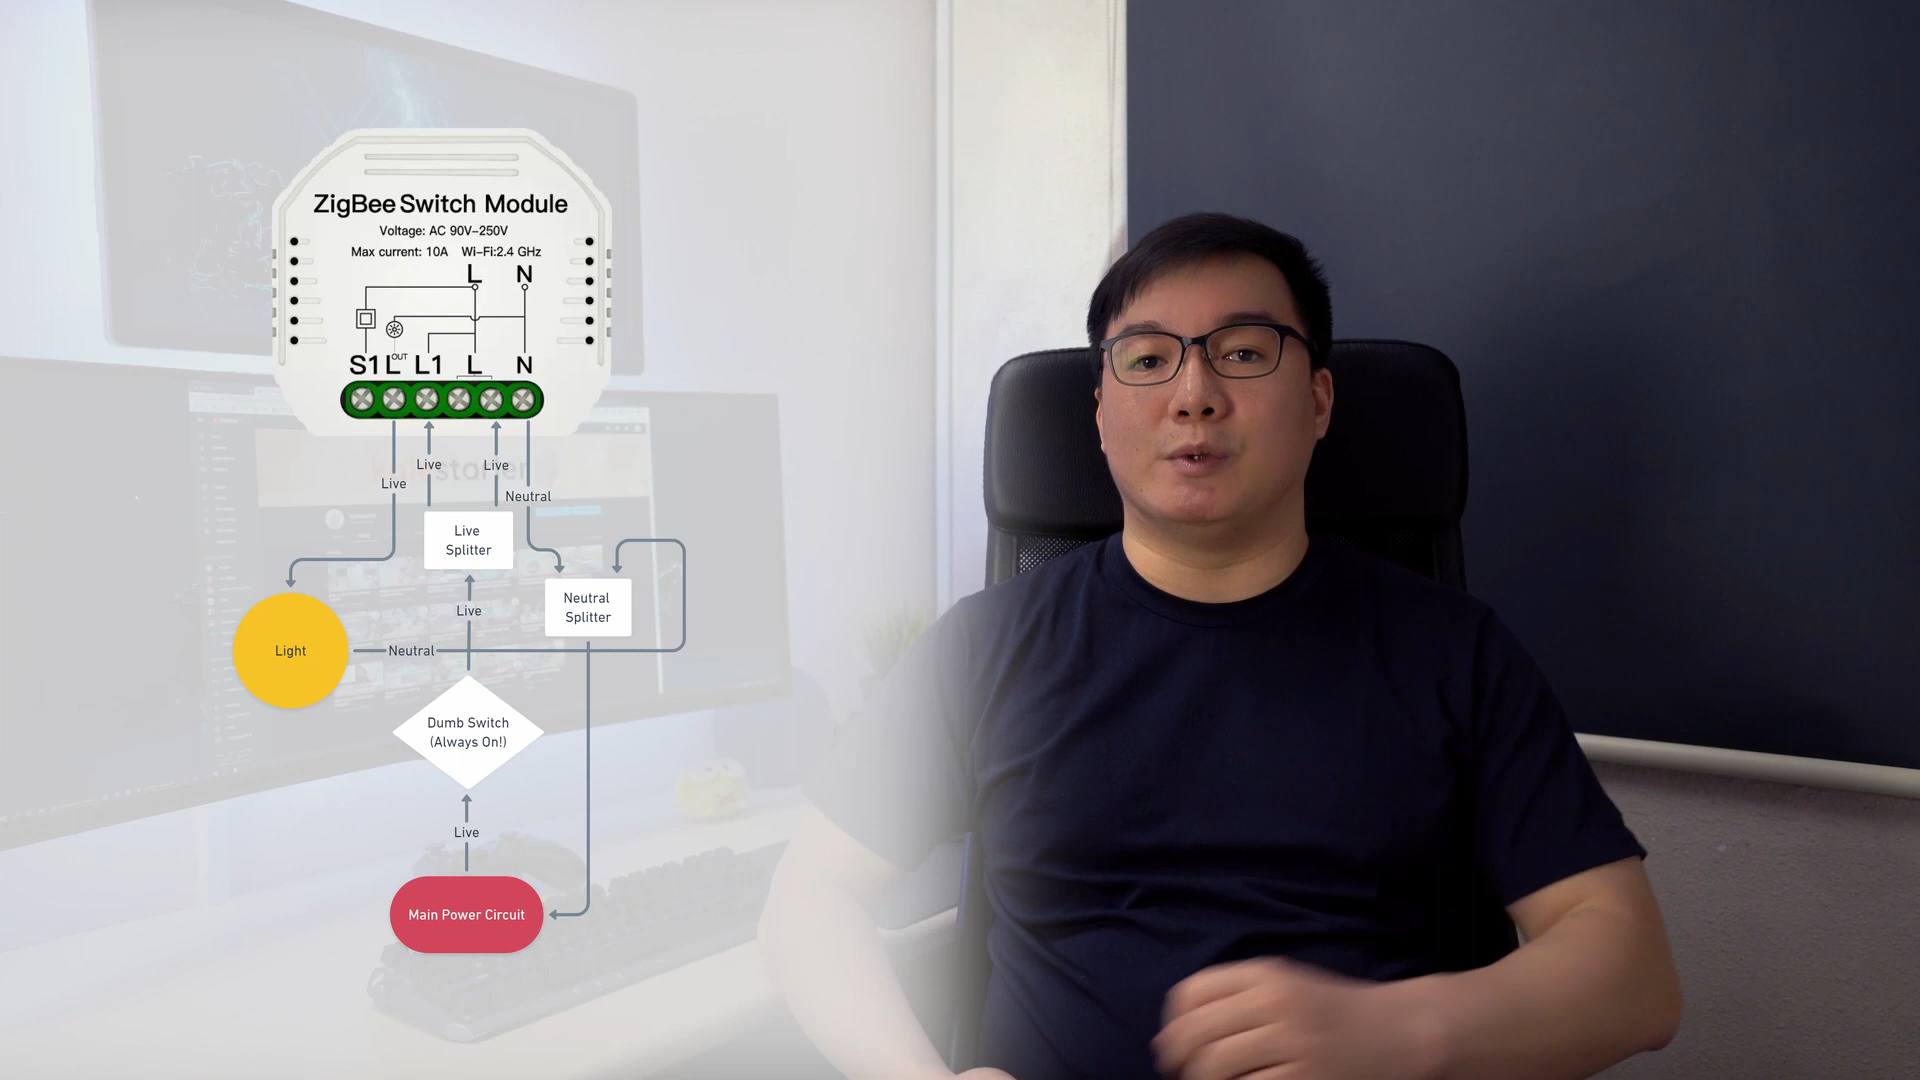 ZigBee Switch Module
Voltage: AC 90V-250V
Max current: 10A Wi-Fi:2.4 GHz
L N
S1 L OUT L1 L N
Live Live
Live
Neutral
Live
Splitter
Neutral
Splitter
Live
Light
Neutral
Dumb Switch
(Always On!)
Live
Main Power Circuit